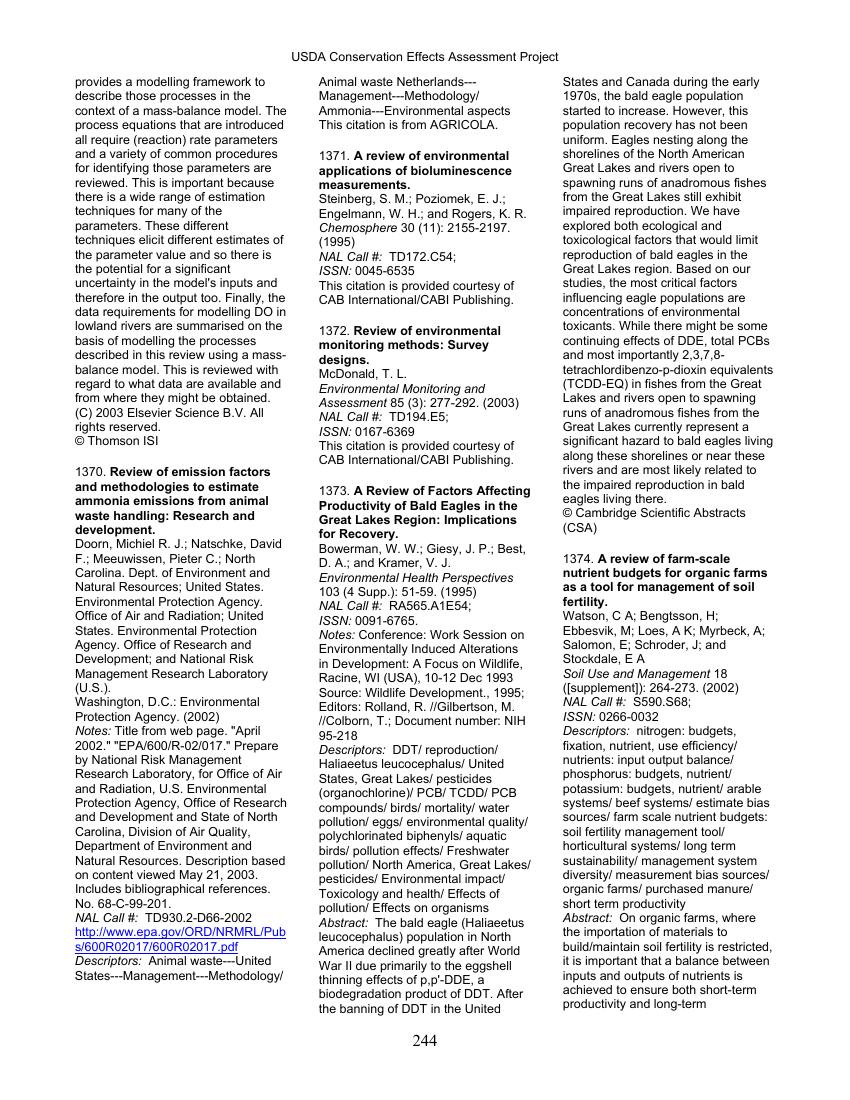 USDA Conservation Effects Assessment Project
provides a modelling framework to
describe those processes in the
context of a mass-balance model. The
process equations that are introduced
all require (reaction) rate parameters
and a variety of common procedures
for identifying those parameters are
reviewed. This is important because
there is a wide range of estimation
techniques for many of the
parameters. These different
techniques elicit different estimates of
the parameter value and so there is
the potential for a significant
uncertainty in the model's inputs and
therefore in the output too. Finally, the
data requirements for modelling DO in
lowland rivers are summarised on the
basis of modelling the processes
described in this review using a mass-
balance model. This is reviewed with
regard to what data are available and
from where they might be obtained.
(C) 2003 Elsevier Science B.V. All
rights reserved.
© Thomson ISI
1370. Review of emission factors
and methodologies to estimate
ammonia emissions from animal
waste handling: Research and
development.
Doorn, Michiel R. J.; Natschke, David
F.; Meeuwissen, Pieter C.; North
Carolina. Dept. of Environment and
Natural Resources; United States.
Environmental Protection Agency.
Office of Air and Radiation; United
States. Environmental Protection
Agency. Office of Research and
Development; and National Risk
Management Research Laboratory
(U.S.).
Washington, D.C.: Environmental
Protection Agency. (2002)
Notes: Title from web page. "April
2002." "EPA/600/R-02/017." Prepare
by National Risk Management
Research Laboratory, for Office of Air
and Radiation, U.S. Environmental
Protection Agency, Office of Research
and Development and State of North
Carolina, Division of Air Quality,
Department of Environment and
Natural Resources. Description based
on content viewed May 21, 2003.
Includes bibliographical references.
No. 68-C-99-201.
NAL Call #: TD930.2-D66-2002
http://www.epa.gov/ORD/NRMRL/Pub
s/600R02017/600R02017.pdf
Descriptors: Animal waste---United
States---Management---Methodology/
Animal waste Netherlands---
Management---Methodology/
Ammonia---Environmental aspects
This citation is from AGRICOLA.
1371. A review of environmental
applications of bioluminescence
measurements.
Steinberg, S. M.; Poziomek, E. J.;
Engelmann, W. H.; and Rogers, K. R.
Chemosphere 30 (11): 2155-2197.
(1995)
NAL Call #: TD172.C54;
ISSN: 0045-6535
This citation is provided courtesy of
CAB International/CABI Publishing.
1372. Review of environmental
monitoring methods: Survey
designs.
McDonald, T. L.
Environmental Monitoring and
Assessment 85 (3): 277-292. (2003)
NAL Call #: TD194.E5;
ISSN: 0167-6369
This citation is provided courtesy of
CAB International/CABI Publishing.
1373. A Review of Factors Affecting
Productivity of Bald Eagles in the
Great Lakes Region: Implications
for Recovery.
Bowerman, W. W.; Giesy, J. P.; Best,
D. A.; and Kramer, V. J.
Environmental Health Perspectives
103 (4 Supp.): 51-59. (1995)
NAL Call #: RA565.A1E54;
ISSN: 0091-6765.
Notes: Conference: Work Session on
Environmentally Induced Alterations
in Development: A Focus on Wildlife,
Racine, WI (USA), 10-12 Dec 1993
Source: Wildlife Development., 1995;
Editors: Rolland, R. //Gilbertson, M.
//Colborn, T.; Document number: NIH
95-218
Descriptors: DDT/ reproduction/
Haliaeetus leucocephalus/ United
States, Great Lakes/ pesticides
(organochlorine)/ PCB/ TCDD/ PCB
compounds/ birds/ mortality/ water
pollution/ eggs/ environmental quality/
polychlorinated biphenyls/ aquatic
birds/ pollution effects/ Freshwater
pollution/ North America, Great Lakes/
pesticides/ Environmental impact/
Toxicology and health/ Effects of
pollution/ Effects on organisms
Abstract: The bald eagle (Haliaeetus
leucocephalus) population in North
America declined greatly after World
War II due primarily to the eggshell
thinning effects of p,p'-DDE, a
biodegradation product of DDT. After
the banning of DDT in the United
States and Canada during the early
1970s, the bald eagle population
started to increase. However, this
population recovery has not been
uniform. Eagles nesting along the
shorelines of the North American
Great Lakes and rivers open to
spawning runs of anadromous fishes
from the Great Lakes still exhibit
impaired reproduction. We have
explored both ecological and
toxicological factors that would limit
reproduction of bald eagles in the
Great Lakes region. Based on our
studies, the most critical factors
influencing eagle populations are
concentrations of environmental
toxicants. While there might be some
continuing effects of DDE, total PCBs
and most importantly 2,3,7,8-
tetrachlordibenzo-p-dioxin equivalents
(TCDD-EQ) in fishes from the Great
Lakes and rivers open to spawning
runs of anadromous fishes from the
Great Lakes currently represent a
significant hazard to bald eagles living
along these shorelines or near these
rivers and are most likely related to
the impaired reproduction in bald
eagles living there.
© Cambridge Scientific Abstracts
(CSA)
1374. A review of farm-scale
nutrient budgets for organic farms
as a tool for management of soil
fertility.
Watson, C A; Bengtsson, H;
Ebbesvik, M; Loes, A K; Myrbeck, A;
Salomon, E; Schroder, J; and
Stockdale, E A
Soil Use and Management 18
([supplement]): 264-273. (2002)
NAL Call #: S590.S68;
ISSN: 0266-0032
Descriptors: nitrogen: budgets,
fixation, nutrient, use efficiency/
nutrients: input output balance/
phosphorus: budgets, nutrient/
potassium: budgets, nutrient/ arable
systems/ beef systems/ estimate bias
sources/ farm scale nutrient budgets:
soil fertility management tool/
horticultural systems/ long term
sustainability/ management system
diversity/ measurement bias sources/
organic farms/ purchased manure/
short term productivity
Abstract: On organic farms, where
the importation of materials to
build/maintain soil fertility is restricted,
it is important that a balance between
inputs and outputs of nutrients is
achieved to ensure both short-term
productivity and long-term
244